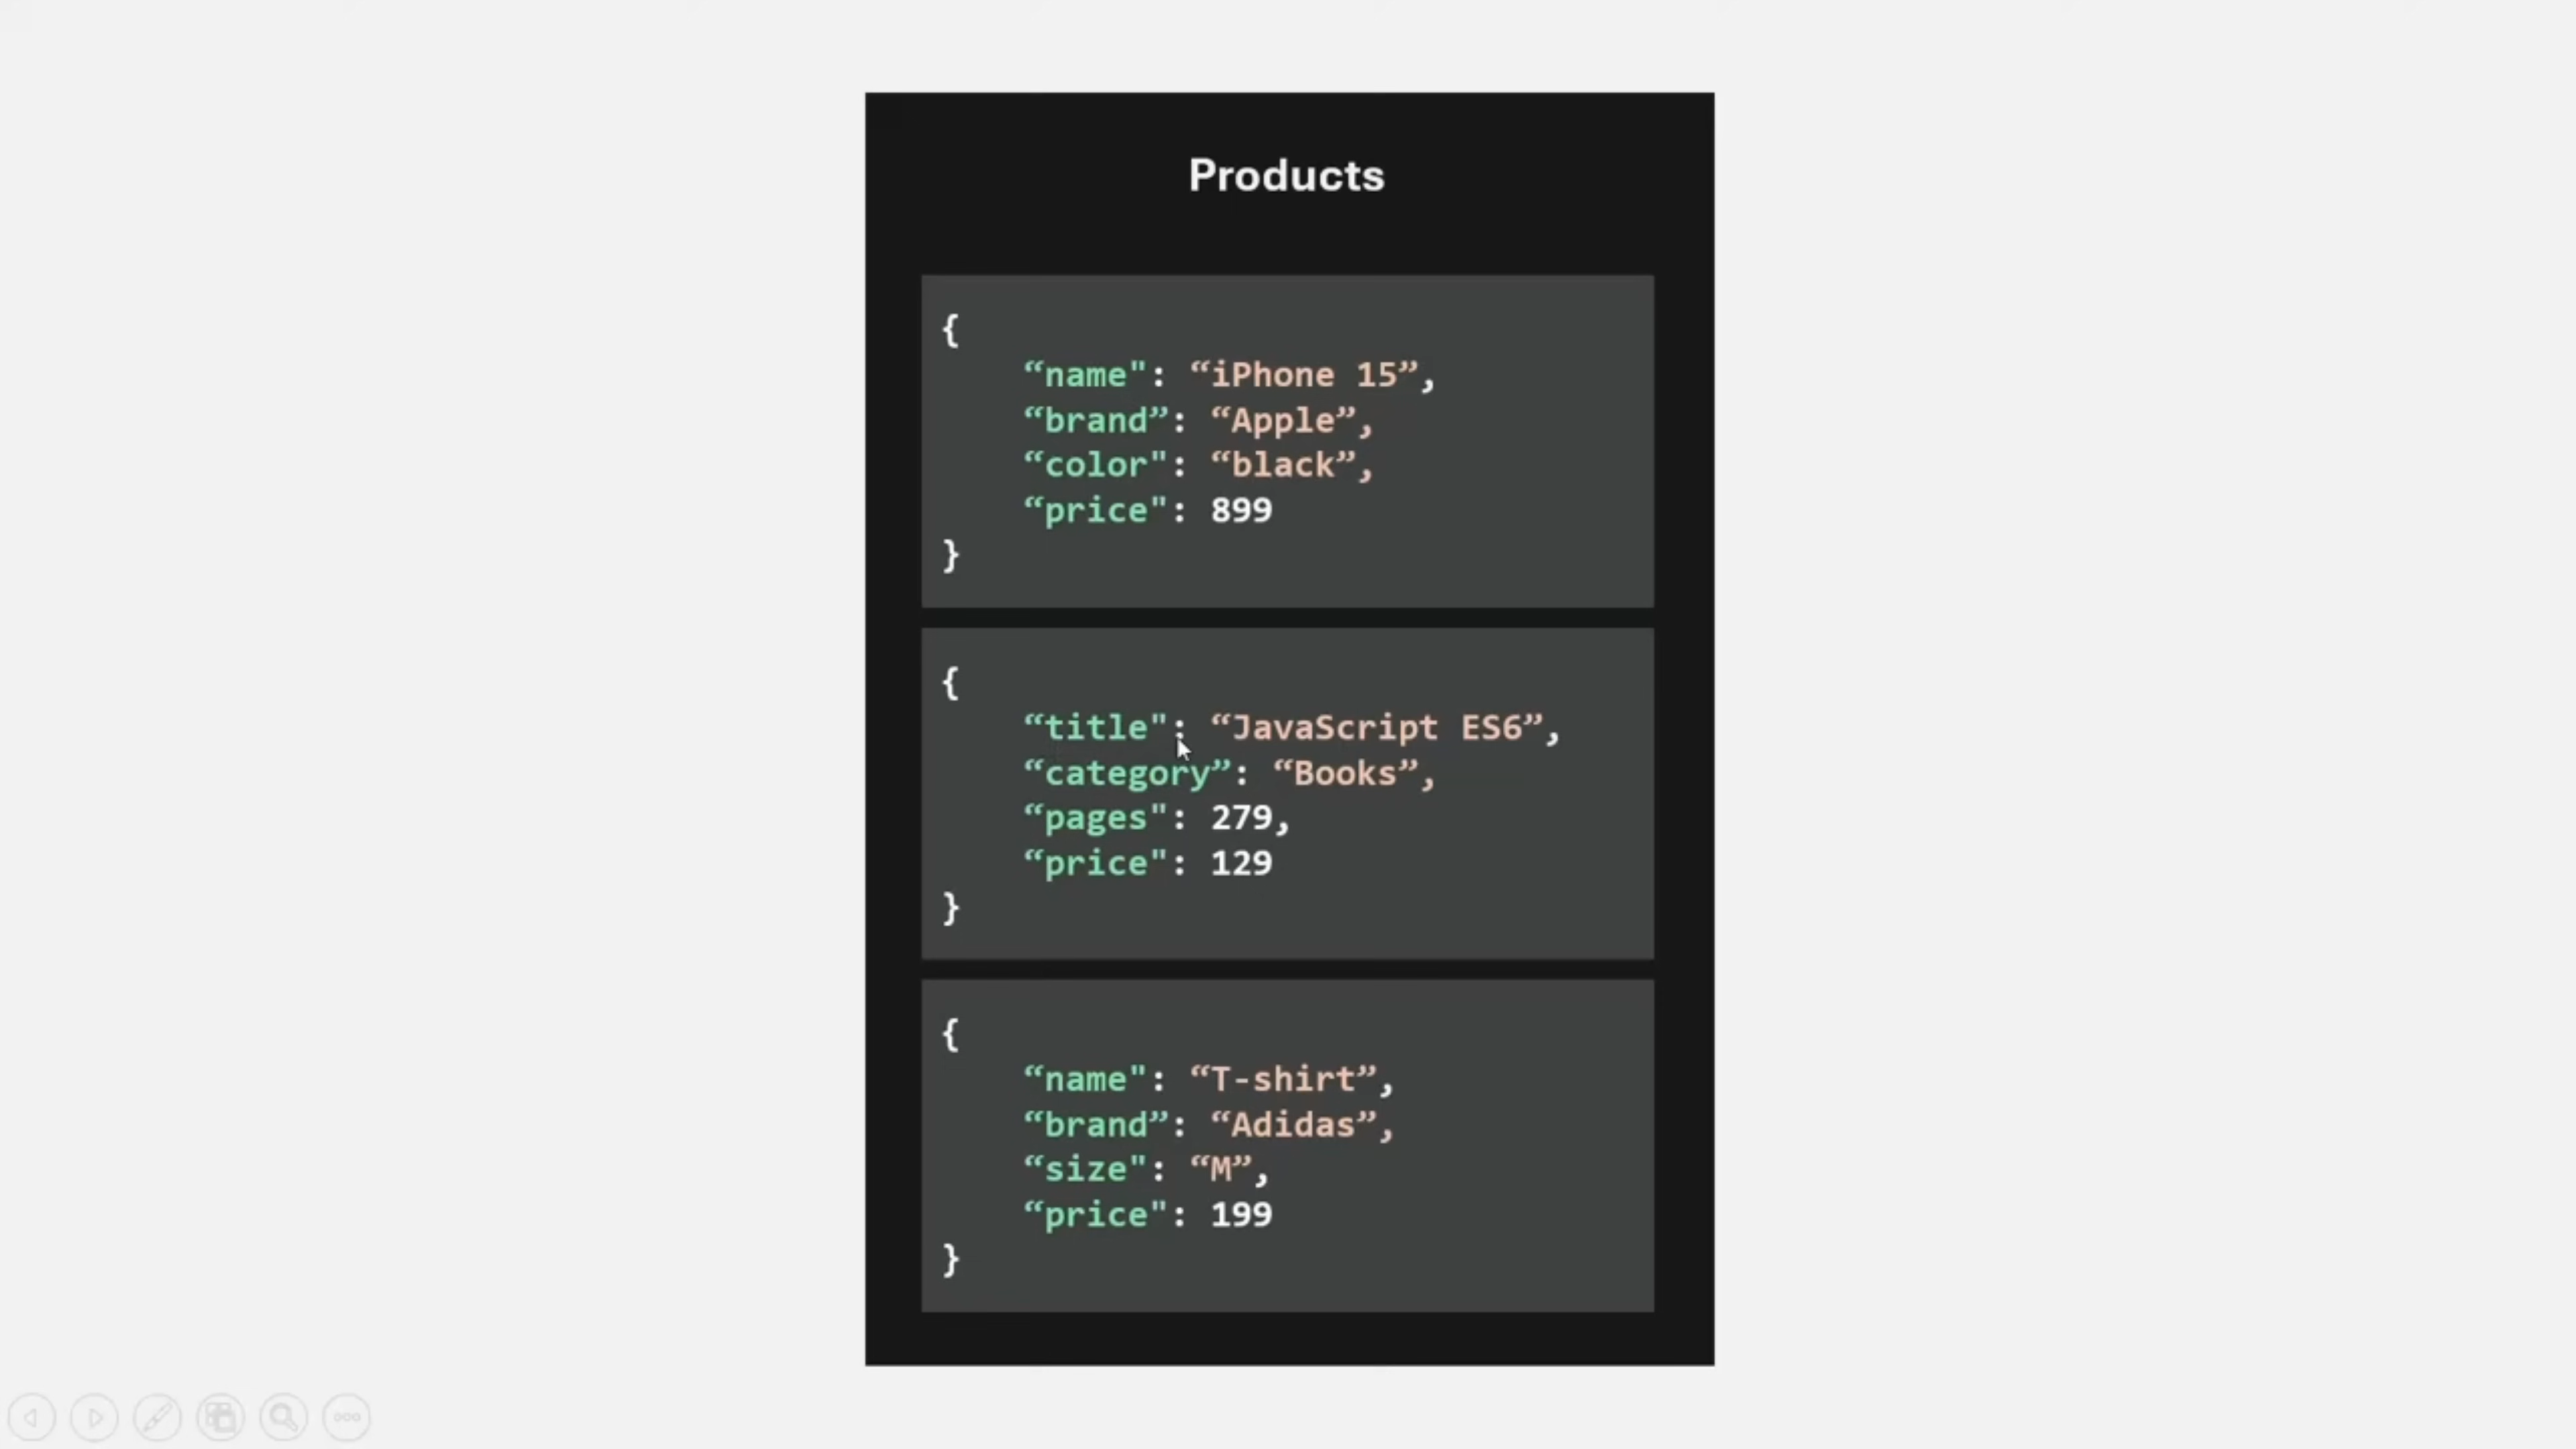 Products
{
“name": “iPhone 15”,
“brand”: “Apple”,
“color": “black”,
“price": 899
}
{
“title": “JavaScript ES6”,
“category”: “Books”,
“pages": 279,
“price": 129
}
{
“name": “T-shirt”,
“brand”: “Adidas”,
“size": “M”,
“price": 199
}